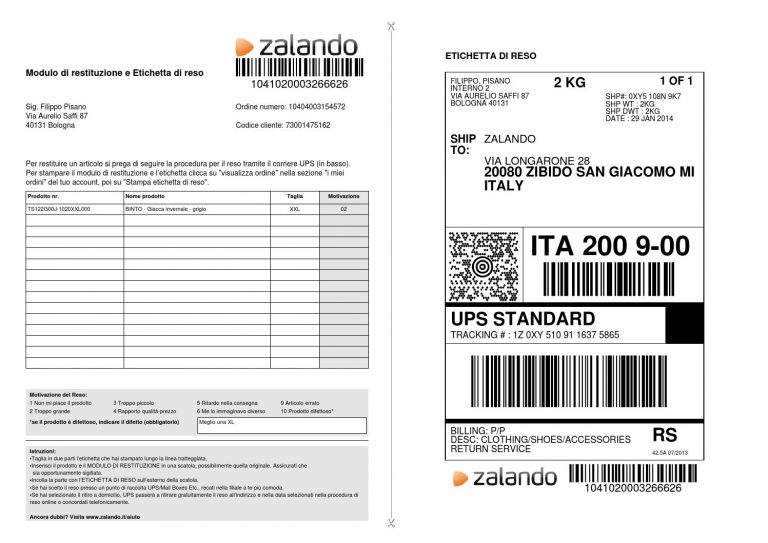 zalando
Modulo di restituzione e Etichetta di reso
1041020003266626
Sig. Filippo Pisano
Via Aurelio Saffi 87
40131 Bologna
Ordine numero: 10404003154572
Codice cliente: 73001475162
Per restituire un articolo si prega di seguire la procedura per il reso tramite il corriere UPS (in basso).
Per stampare il modulo di restituzione e l'etichetta clicca su "visualizza ordine" nella sezione "i miei
ordini" del tuo account, poi su "Stampa etichetta di reso".
Prodotto nr. Nome prodotto Taglia Motivazione
TS122G00J-1020XXL000 BINTO - Giacca invernale - grigio XXL 02
Motivazione del Reso:
1 Non mi piace il prodotto 3 Troppo piccolo 5 Ritardo nella consegna 9 Articolo errato
2 Troppo grande 4 Rapporto qualità-prezzo 6 Me lo immaginavo diverso 10 Prodotto difettoso*
*se il prodotto è difettoso, indicare il difetto (obbligatorio) Meglio una XL
Istruzioni:
•Taglia in due parti l'etichetta che hai stampato lungo la linea tratteggiata.
•Inserisci il prodotto e il MODULO DI RESTITUZIONE in una scatola, possibilmente quella originale. Assicurati che
sia opportunamente sigillata.
•Incolla la parte con l'ETICHETTA DI RESO sull'esterno della scatola.
•Se hai scelto il reso presso un punto di raccolta UPS/Mail Boxes Etc., recati nella filiale a te più comoda.
•Se hai selezionato il ritiro a domicilio, UPS passerà a ritirare gratuitamente il reso all'indirizzo e nella data selezionati nella procedura di
reso online o concordati telefonicamente.
Ancora dubbi? Visita www.zalando.it/aiuto
ETICHETTA DI RESO
FILIPPO, PISANO
INTERNO 2
VIA AURELIO SAFFI 87
BOLOGNA 40131
2 KG
1 OF 1
SHP#: 0XY5 108N 9K7
SHP WT : 2KG
SHP DWT : 2KG
DATE : 29 JAN 2014
SHIP TO: ZALANDO
VIA LONGARONE 28
20080 ZIBIDO SAN GIACOMO MI
ITALY
ITA 200 9-00
UPS STANDARD
TRACKING # : 1Z 0XY 510 91 1637 5865
BILLING: P/P
DESC: CLOTHING/SHOES/ACCESSORIES
RETURN SERVICE
RS
42.5A 07/2013
zalando
1041020003266626